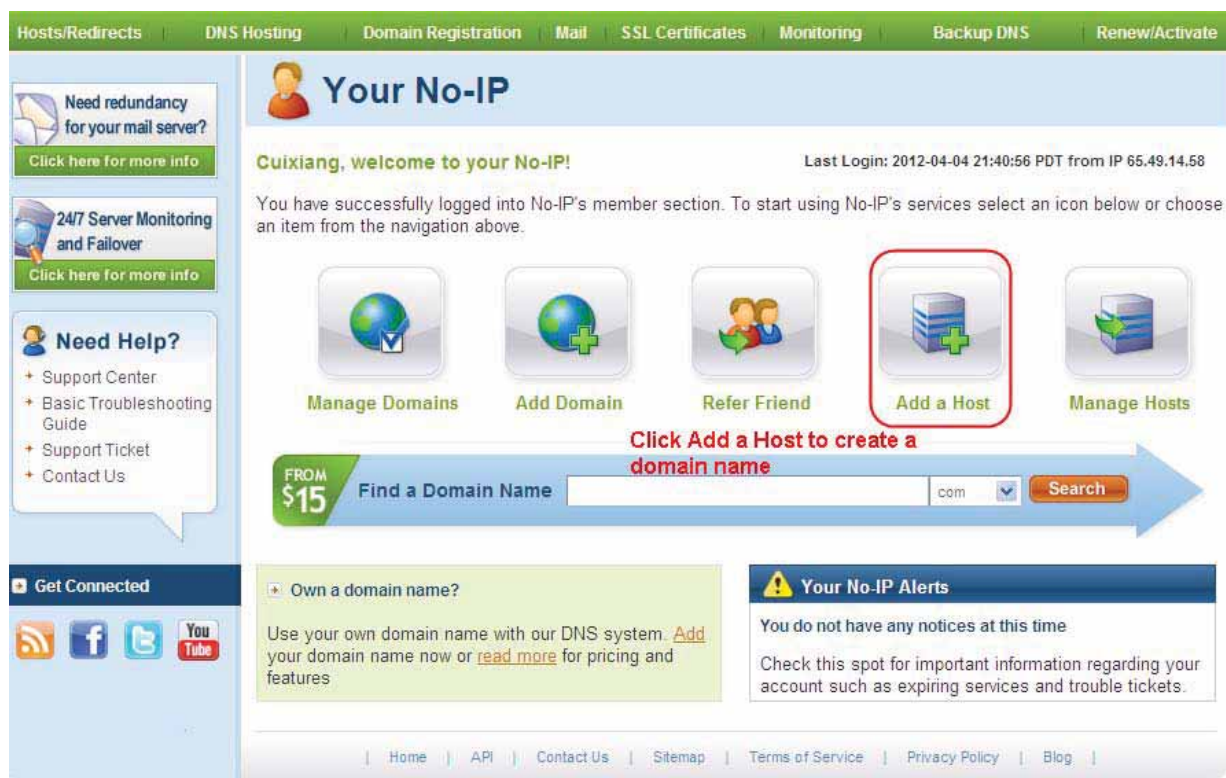 Hosts/Redirects DNS Hosting Domain Registration Mail SSL Certificates Monitoring Backup DNS Renew/Activate
Need redundancy
for your mail server?
Click here for more info
24/7 Server Monitoring
and Failover
Click here for more info
Need Help?
Support Center
Basic Troubleshooting
Guide
Support Ticket
Contact Us
Get Connected
You
Tube
Your No-IP
Cuixiang, welcome to your No-IP!
Last Login: 2012-04-04 21:40:56 PDT from IP 65.49.14.58
You have successfully logged into No-IP's member section. To start using No-IP's services select an icon below or choose
an item from the navigation above.
Manage Domains Add Domain Refer Friend Add a Host Manage Hosts
Click Add a Host to create a
domain name
FROM
$15
Find a Domain Name com Search
Own a domain name?
Use your own domain name with our DNS system. Add
your domain name now or read more for pricing and
features
Your No-IP Alerts
You do not have any notices at this time
Check this spot for important information regarding your
account such as expiring services and trouble tickets.
| Home | API | Contact Us | Sitemap | Terms of Service | Privacy Policy | Blog |